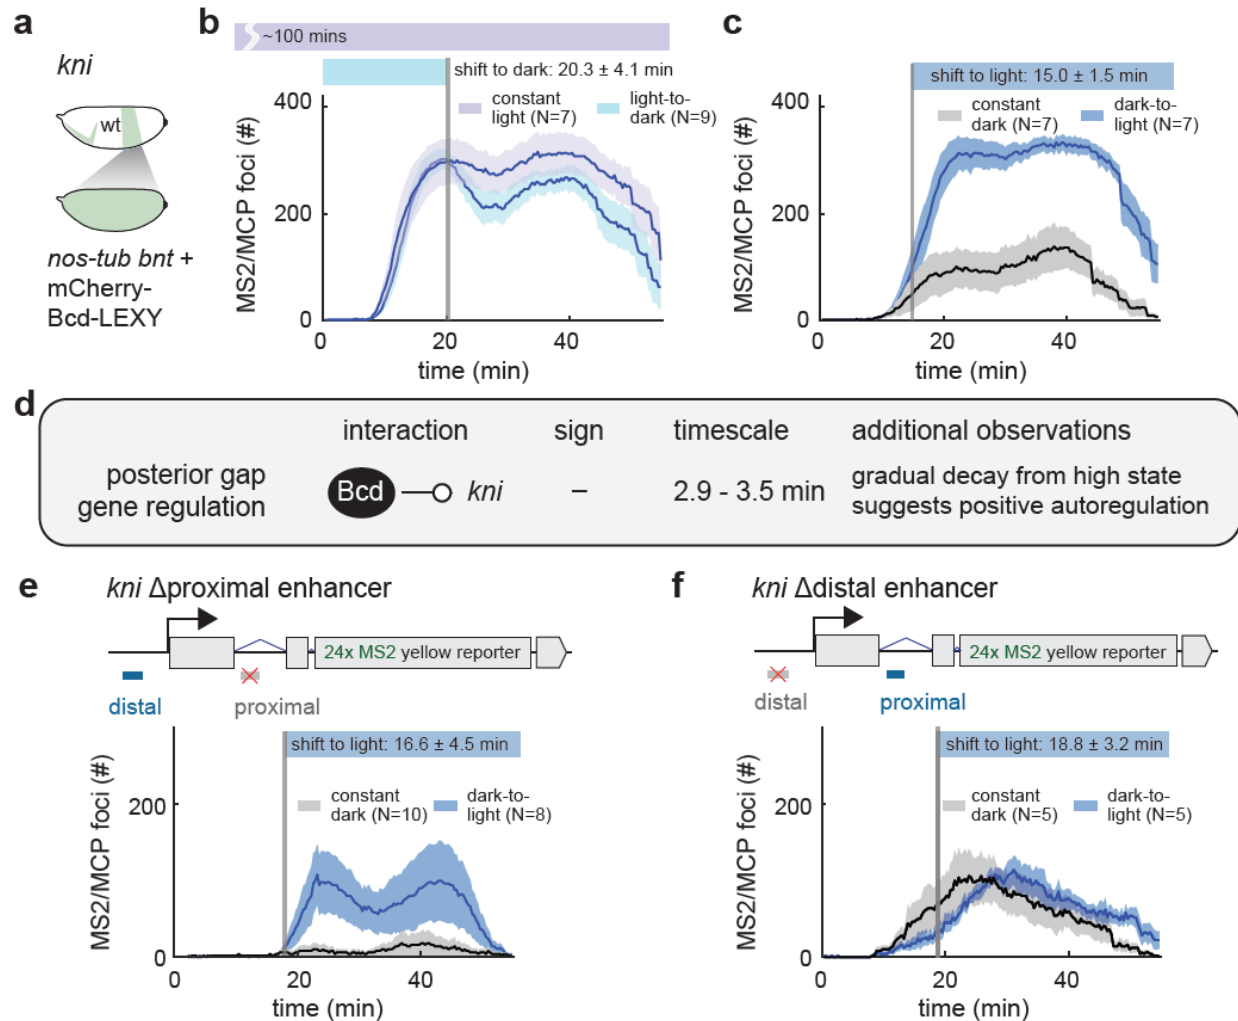 a
kni
wt
nos-tub bnt +
mCherry-
Bcd-LEXY
b
~100 mins
shift to dark: 20.3 ± 4.1 min
constant
light (N=7)
light-to-
dark (N=9)
MS2/MCP foci (#)
400
200
0
0
20
40
time (min)
c
shift to light: 15.0 ± 1.5 min
constant
dark (N=7)
dark-to-
light (N=7)
MS2/MCP foci (#)
400
200
0
0
20
40
time (min)
d
interaction sign timescale additional observations
posterior gap
gene regulation
Bcd kni
–
2.9 - 3.5 min
gradual decay from high state
suggests positive autoregulation
e
kni Δproximal enhancer
24x MS2 yellow reporter
distal
proximal
shift to light: 16.6 ± 4.5 min
constant
dark (N=10)
dark-to-
light (N=8)
MS2/MCP foci (#)
200
0
0
20
40
time (min)
f
kni Δdistal enhancer
24x MS2 yellow reporter
distal
proximal
shift to light: 18.8 ± 3.2 min
constant
dark (N=5)
dark-to-
light (N=5)
MS2/MCP foci (#)
200
0
0
20
40
time (min)